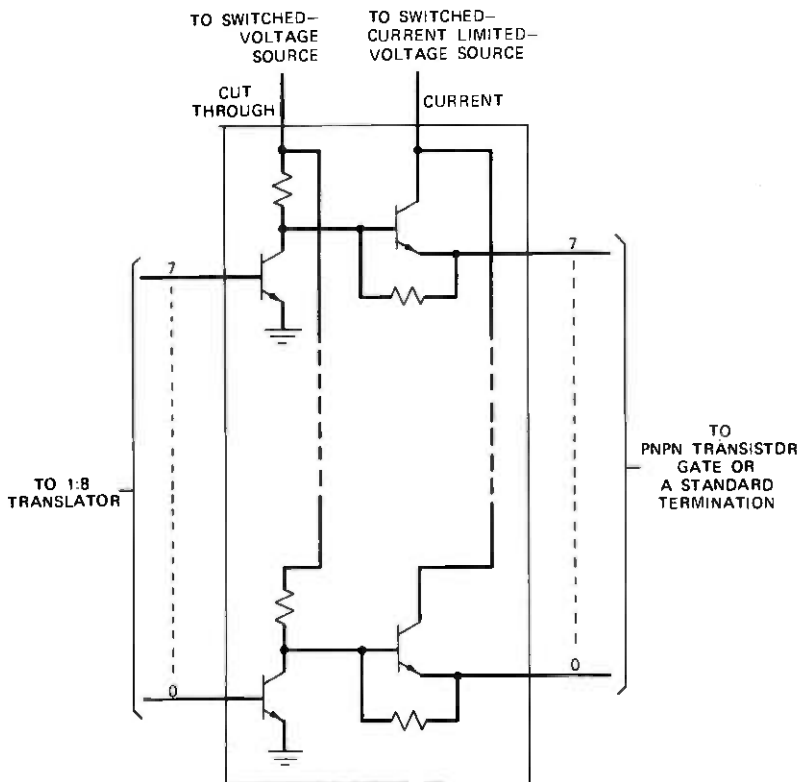 TO SWITCHED–
VOLTAGE
SOURCE
TO SWITCHED–
CURRENT LIMITED–
VOLTAGE SOURCE
CUT
THROUGH
CURRENT
7
7
TO 1:8
TRANSLATOR
TO
PNPN TRANSISTOR
GATE OR
A STANDARD
TERMINATION
0
0